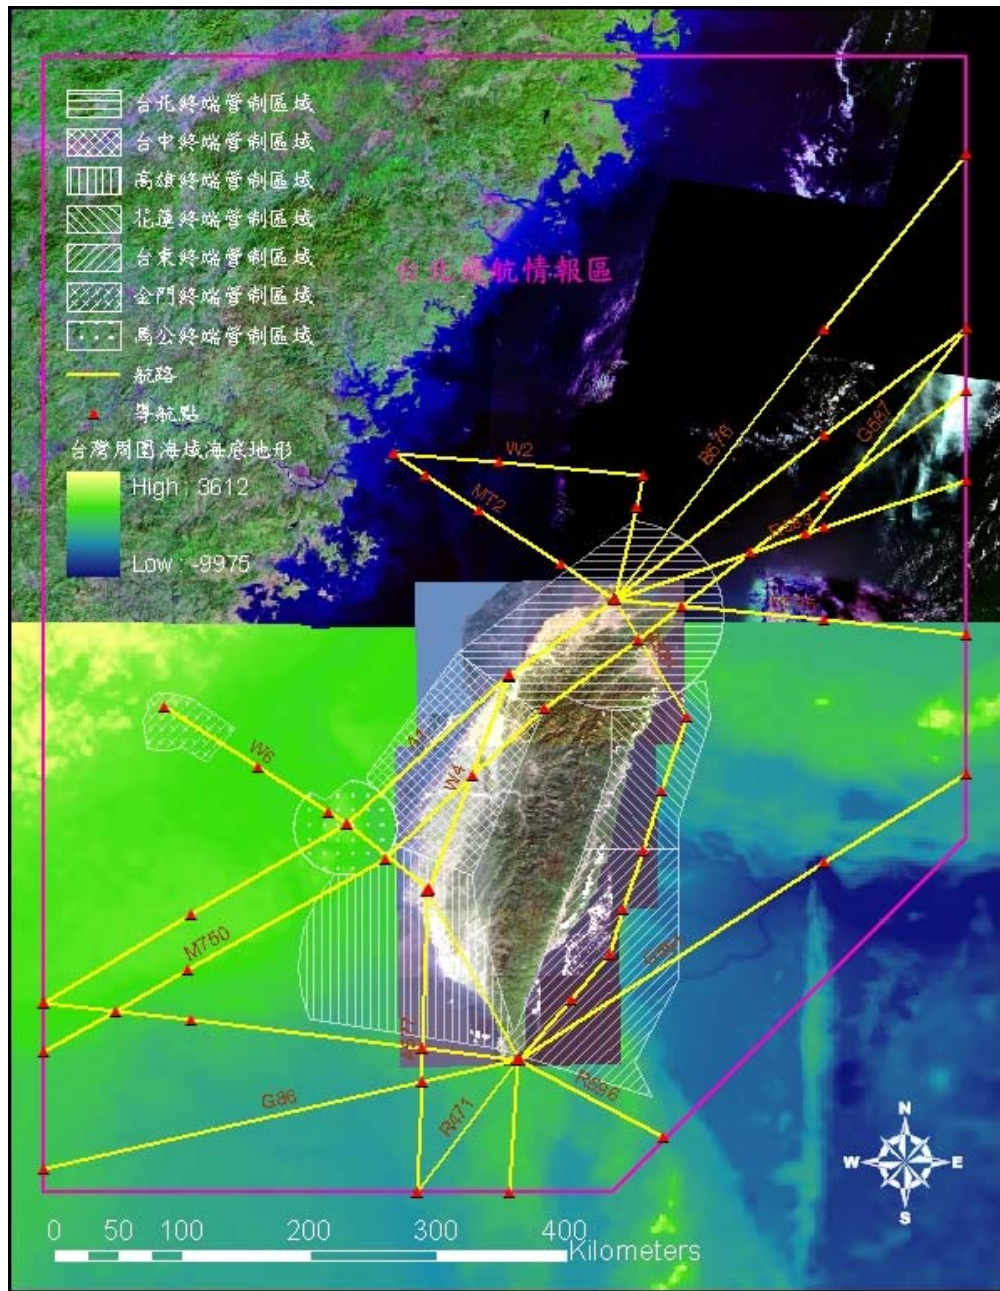 台北終端管制區域
台中終端管制區域
高雄終端管制區域
花蓮終端管制區域
台東終端管制區域
金門終端管制區域
馬公終端管制區域
航路
導航點
台灣周圍海域海底地形
High : 3612
Low : -9975
台北飛航情報區
W2
MT2
B576
G587
R583
A1
W4
W6
M750
G86
R471
R596
N
W
E
S
0 50 100 200 300 400
Kilometers